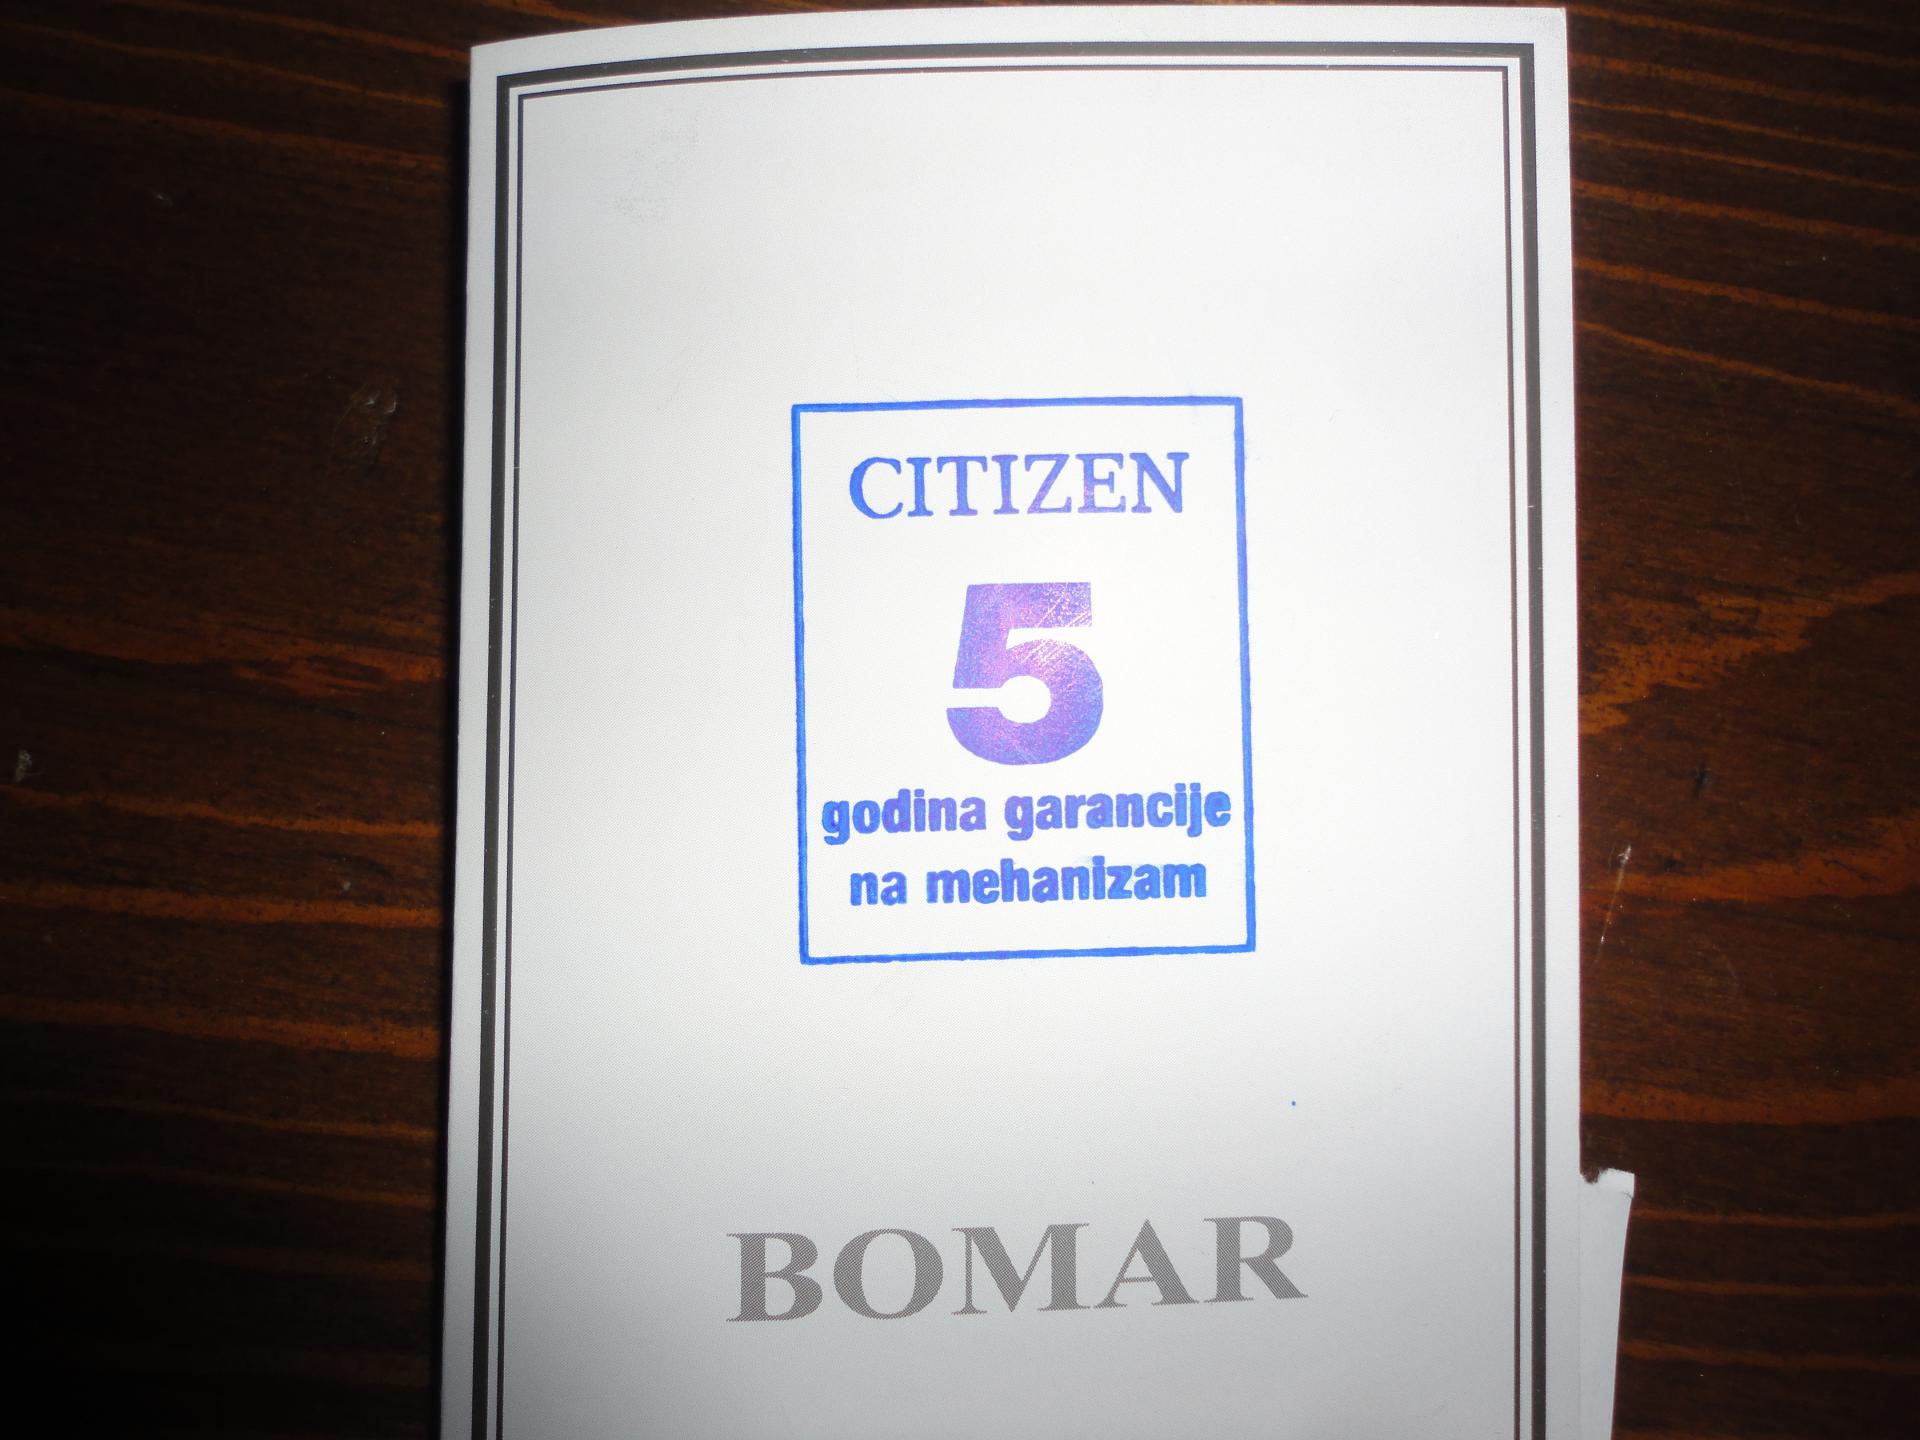 CITIZEN
5
godina garancije
na mehanizam
BOMAR